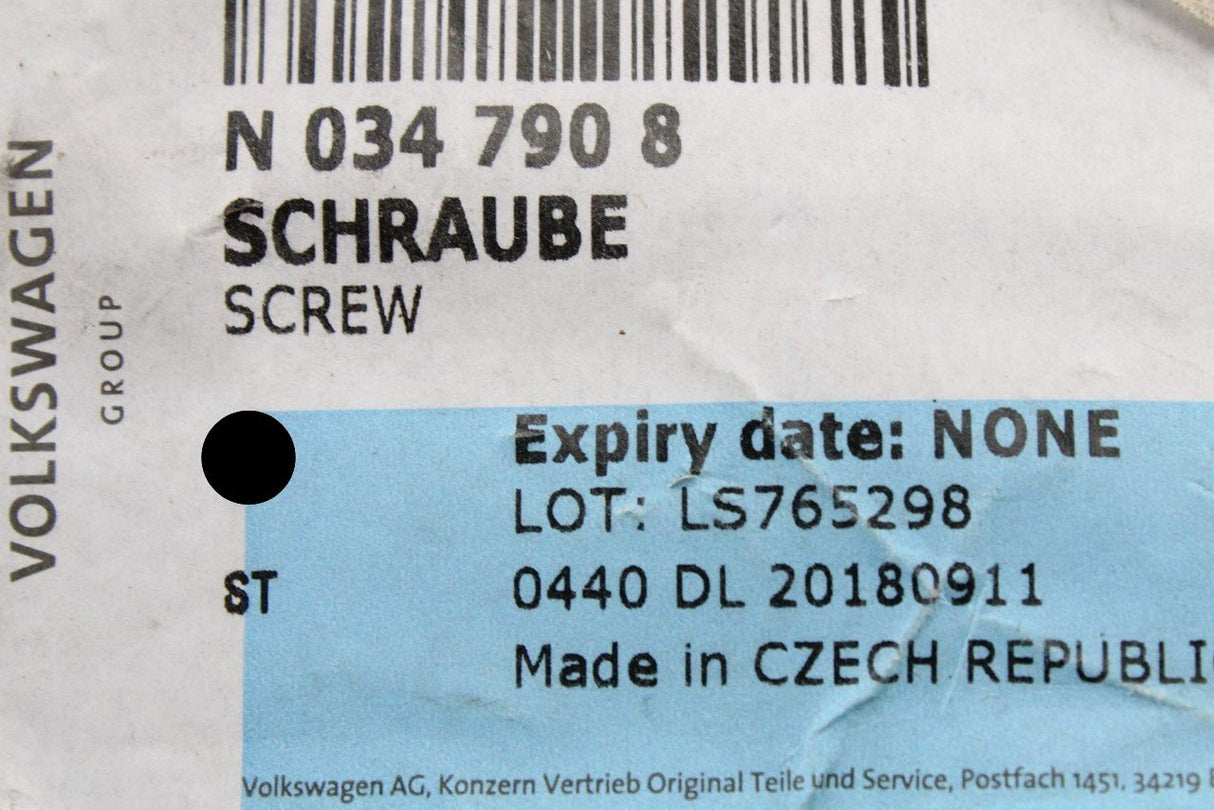 VOLKSWAGEN
GROUP
N 034 790 8
SCHRAUBE
SCREW
Expiry date: NONE
LOT: LS765298
ST
0440 DL 20180911
Made in CZECH REPUBLI
Volkswagen AG, Konzern Vertrieb Original Teile und Service, Postfach 1451, 34219